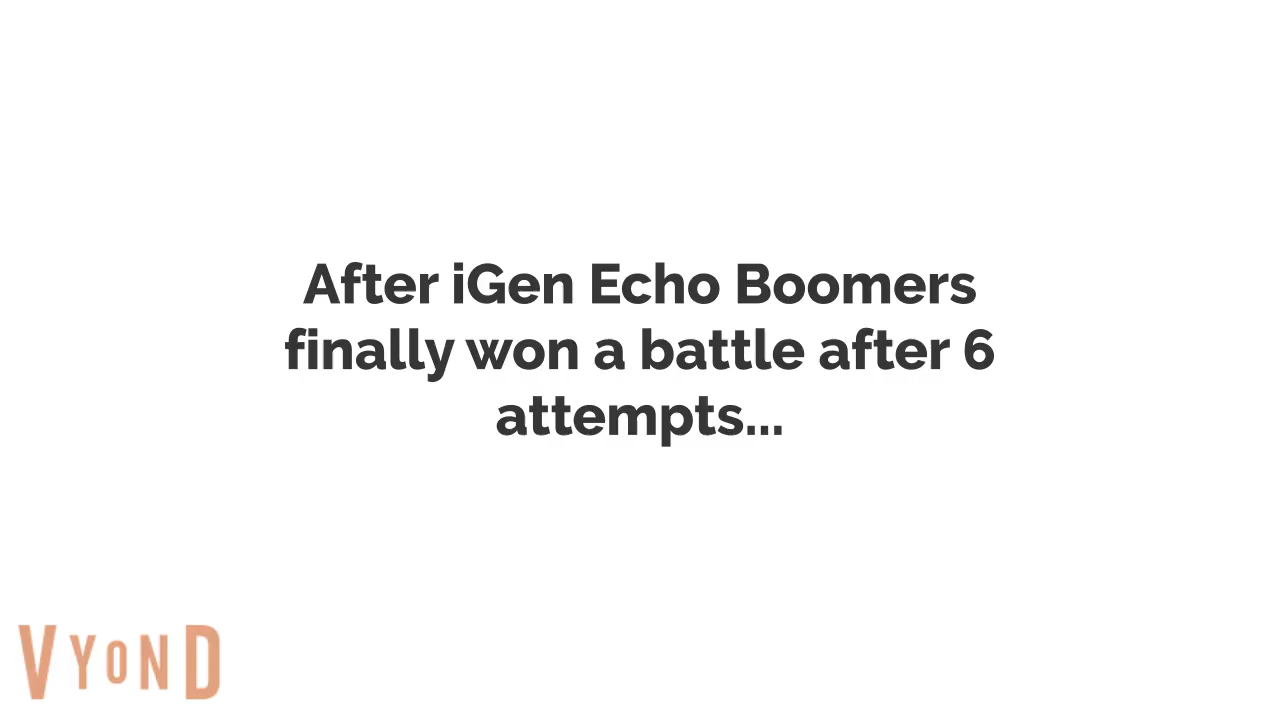 After iGen Echo Boomers
finally won a battle after 6
attempts...
VYOND